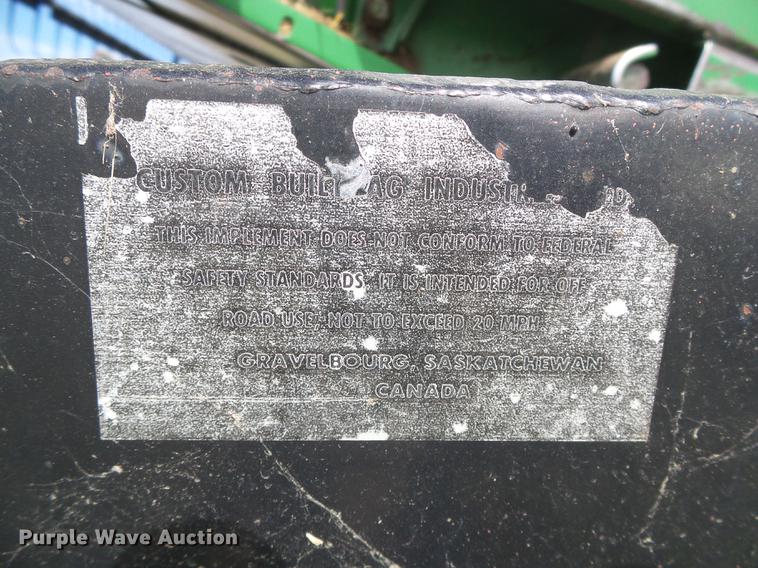 CUSTOM BUILT AG INDUSTR
THIS IMPLEMENT DOES NOT CONFORM TO FEDERAL
SAFETY STANDARDS. IT IS INTENDED FOR OFF
ROAD USE, NOT TO EXCEED 20 MPH
GRAVELBOURG, SASKATCHEWAN
CANADA
Purple Wave Auction